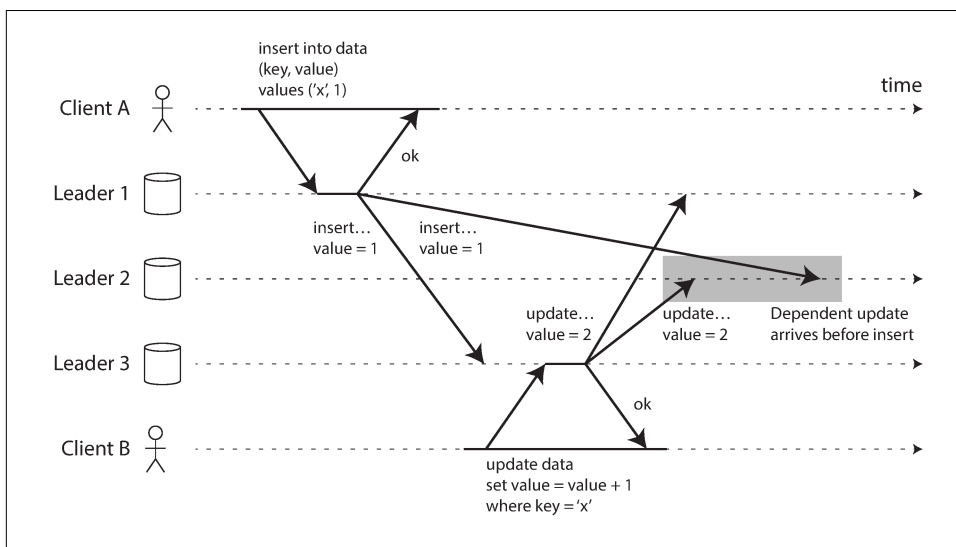 insert into data
(key, value)
values (‘x’, 1)
time
Client A
ok
Leader 1
insert…
value = 1
insert…
value = 1
Leader 2
update…
value = 2
update…
value = 2
Dependent update
arrives before insert
Leader 3
ok
Client B
update data
set value = value + 1
where key = ‘x’